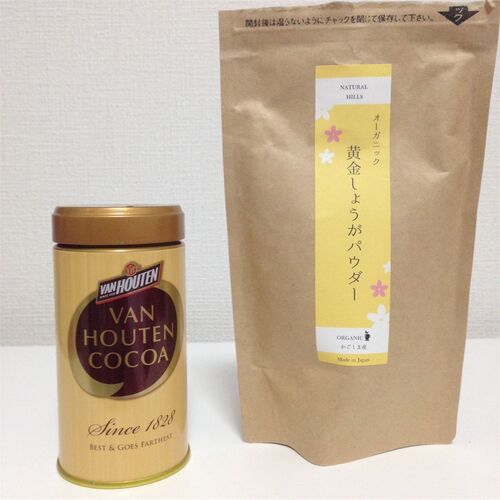 VAN HOUTEN
VAN
HOUTEN
COCOA
Since 1828
BEST & GOES FARTHEST
開封後は湿らないようにチャックを閉じて保存して下さい。
NATURAL
HILLS
オーガニック
黄金しょうがパウダー
ORGANIC
かごしま産
Made in Japan